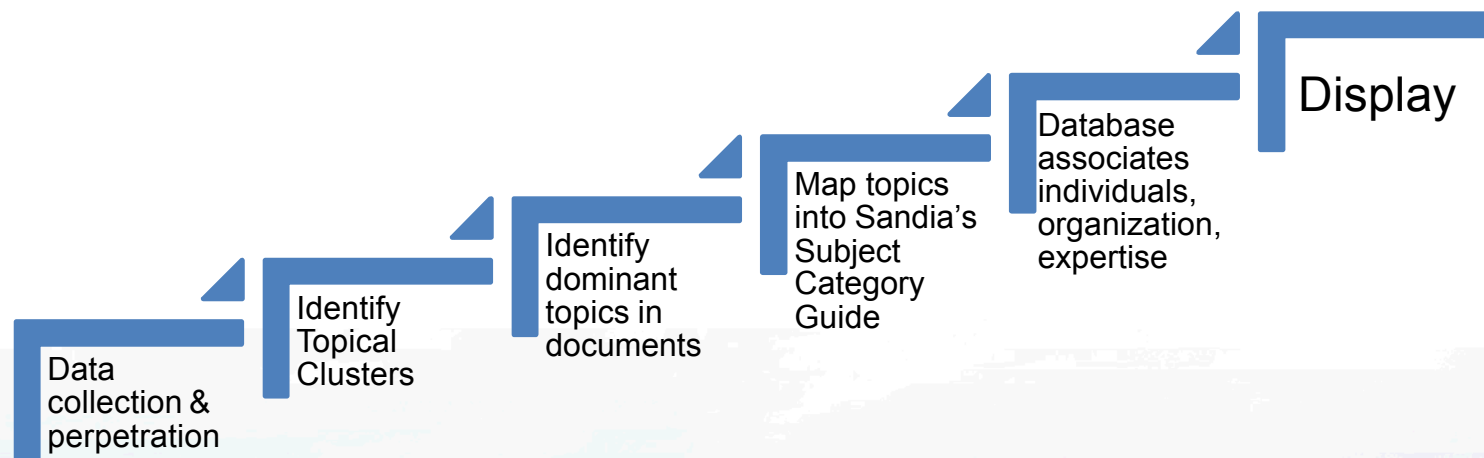 Data
collection &
perpetration
Identify
Topical
Clusters
Identify
dominant
topics in
documents
Map topics
into Sandia’s
Subject
Category
Guide
Database
associates
individuals,
organization,
expertise
Display